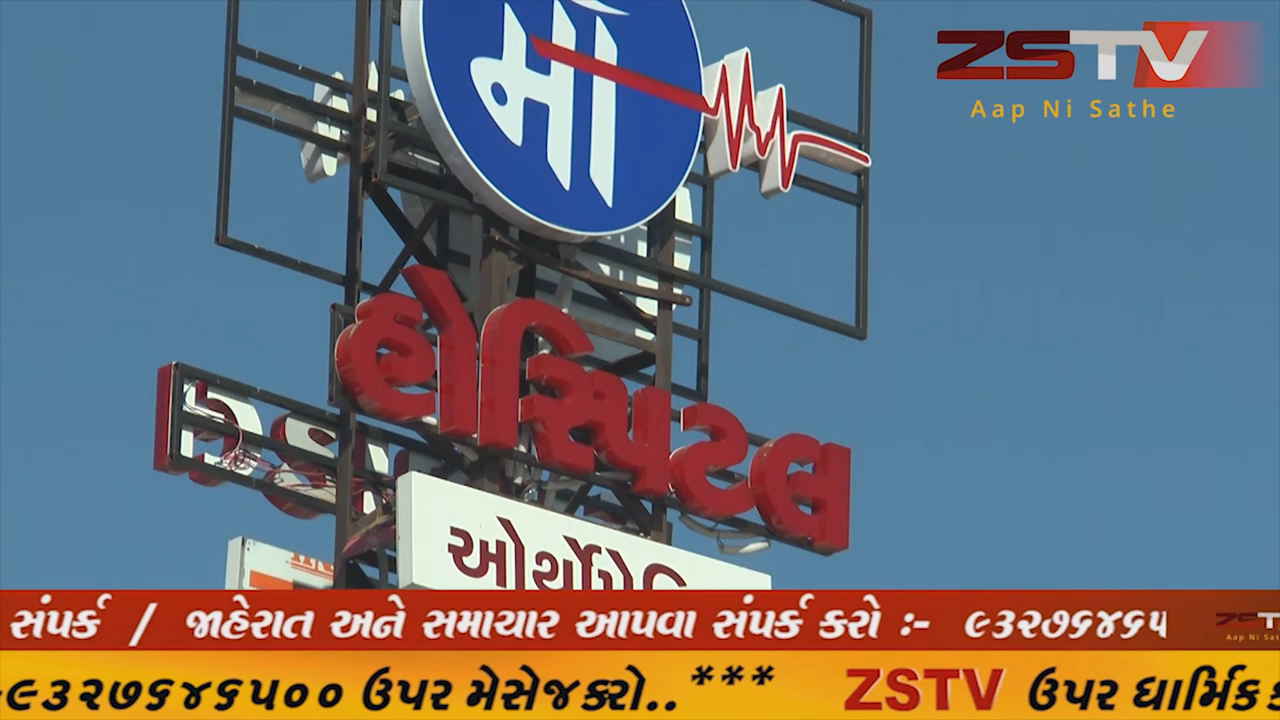 માં
ZSTV
Aap Ni Sathe
હોસ્પિટલ
સંપર્ક / જાહેરાત અને સમાચાર આપવા સંપર્ક કરો :- ૯૩૨૭૬૪૬૫
-૯૩૨૭૬૪૬૫૦૦ ઉપર મેસેજ કરો.. *** ZSTV ઉપર ધાર્મિક